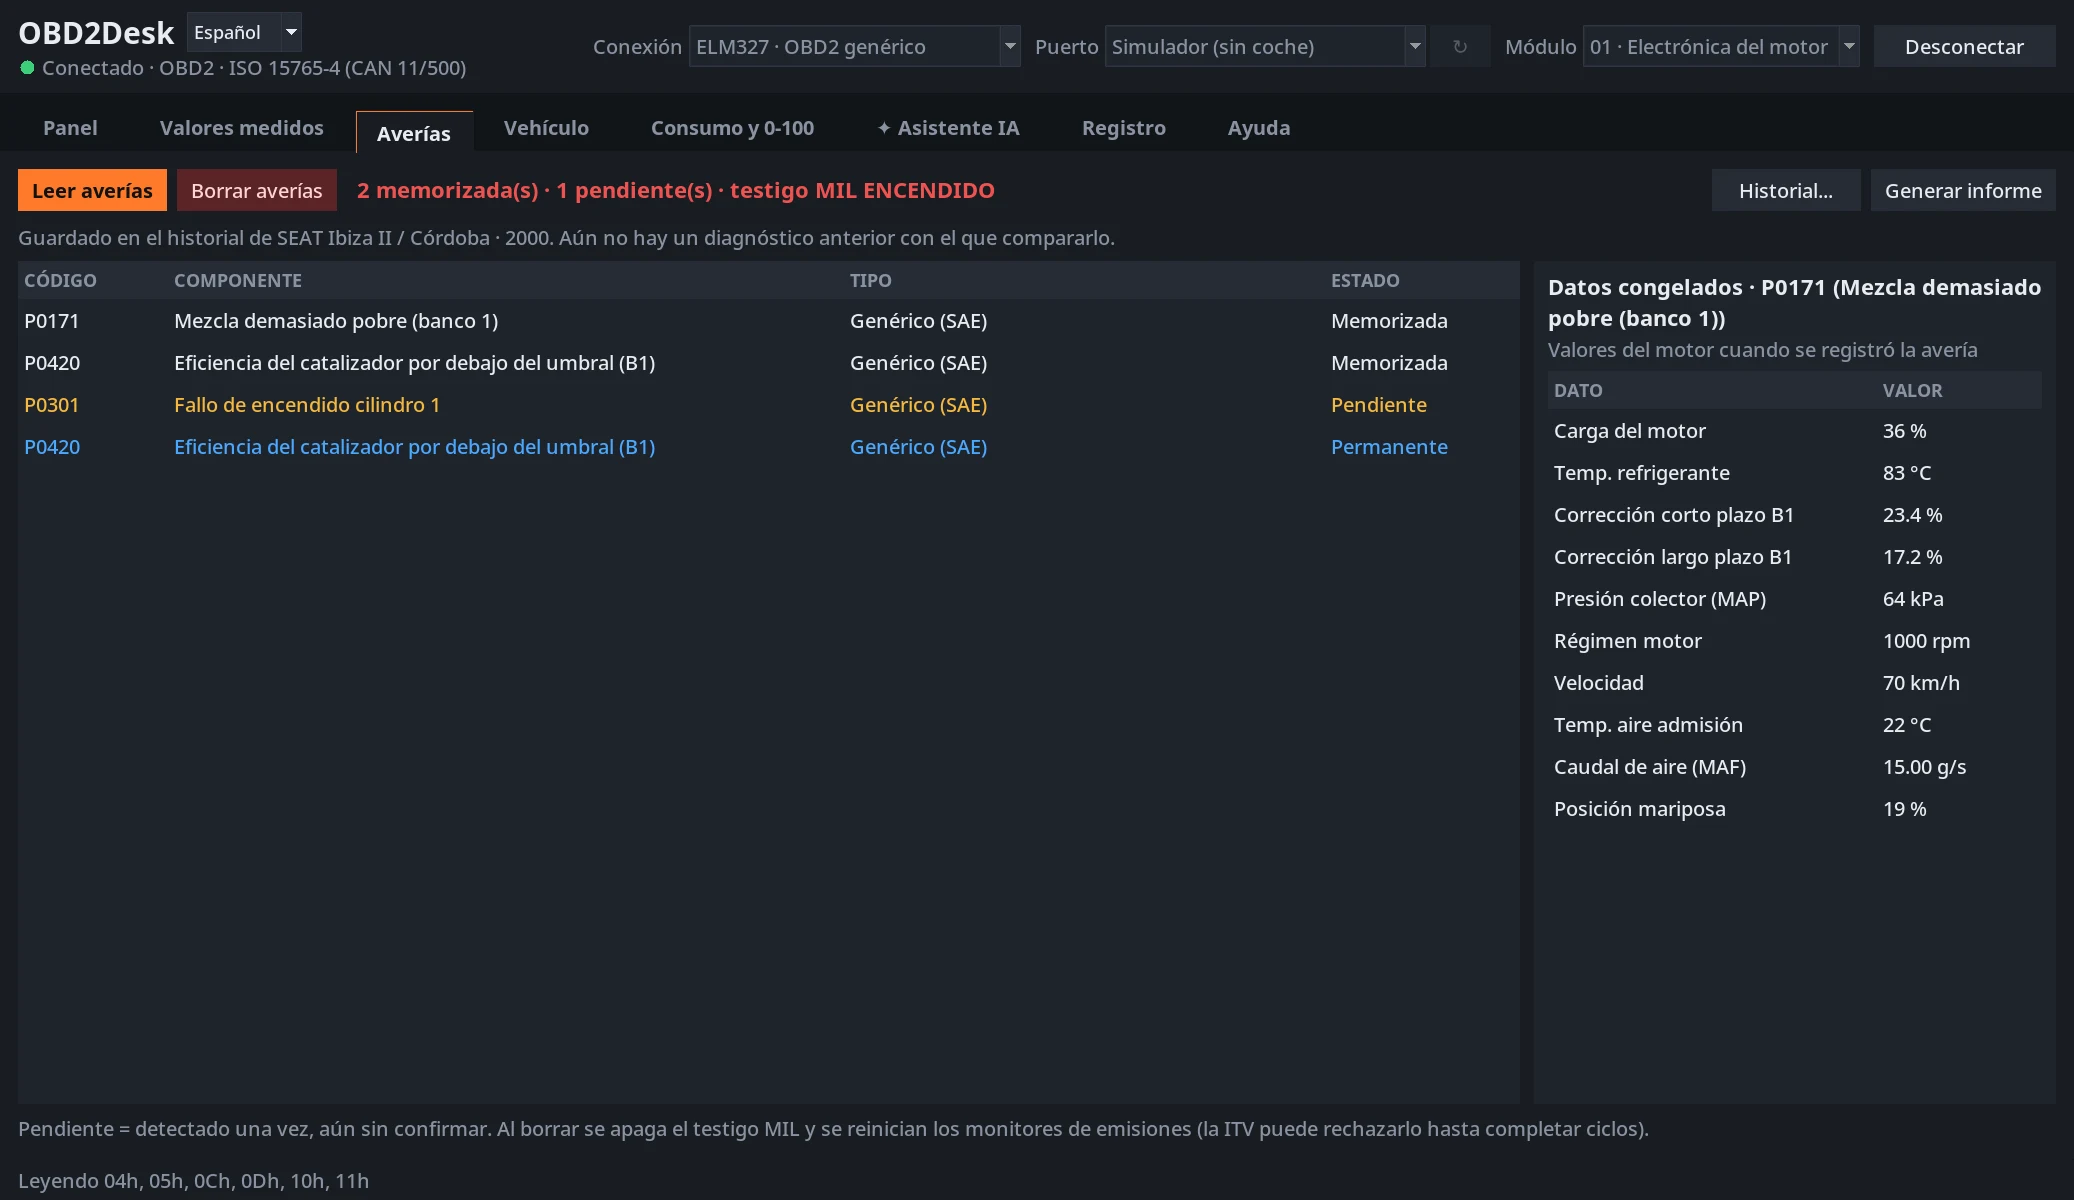 OBD2Desk Español
Conectado · OBD2 · ISO 15765-4 (CAN 11/500)
Conexión ELM327 · OBD2 genérico Puerto Simulador (sin coche) ↻ Módulo 01 · Electrónica del motor Desconectar
Panel Valores medidos Averías Vehículo Consumo y 0-100 ✦ Asistente IA Registro Ayuda
Leer averías Borrar averías 2 memorizada(s) · 1 pendiente(s) · testigo MIL ENCENDIDO Historial... Generar informe
Guardado en el historial de SEAT Ibiza II / Córdoba · 2000. Aún no hay un diagnóstico anterior con el que compararlo.
CÓDIGO COMPONENTE TIPO ESTADO
P0171 Mezcla demasiado pobre (banco 1) Genérico (SAE) Memorizada
P0420 Eficiencia del catalizador por debajo del umbral (B1) Genérico (SAE) Memorizada
P0301 Fallo de encendido cilindro 1 Genérico (SAE) Pendiente
P0420 Eficiencia del catalizador por debajo del umbral (B1) Genérico (SAE) Permanente
Datos congelados · P0171 (Mezcla demasiado
pobre (banco 1))
Valores del motor cuando se registró la avería
DATO VALOR
Carga del motor 36 %
Temp. refrigerante 83 °C
Corrección corto plazo B1 23.4 %
Corrección largo plazo B1 17.2 %
Presión colector (MAP) 64 kPa
Régimen motor 1000 rpm
Velocidad 70 km/h
Temp. aire admisión 22 °C
Caudal de aire (MAF) 15.00 g/s
Posición mariposa 19 %
Pendiente = detectado una vez, aún sin confirmar. Al borrar se apaga el testigo MIL y se reinician los monitores de emisiones (la ITV puede rechazarlo hasta completar ciclos).
Leyendo 04h, 05h, 0Ch, 0Dh, 10h, 11h